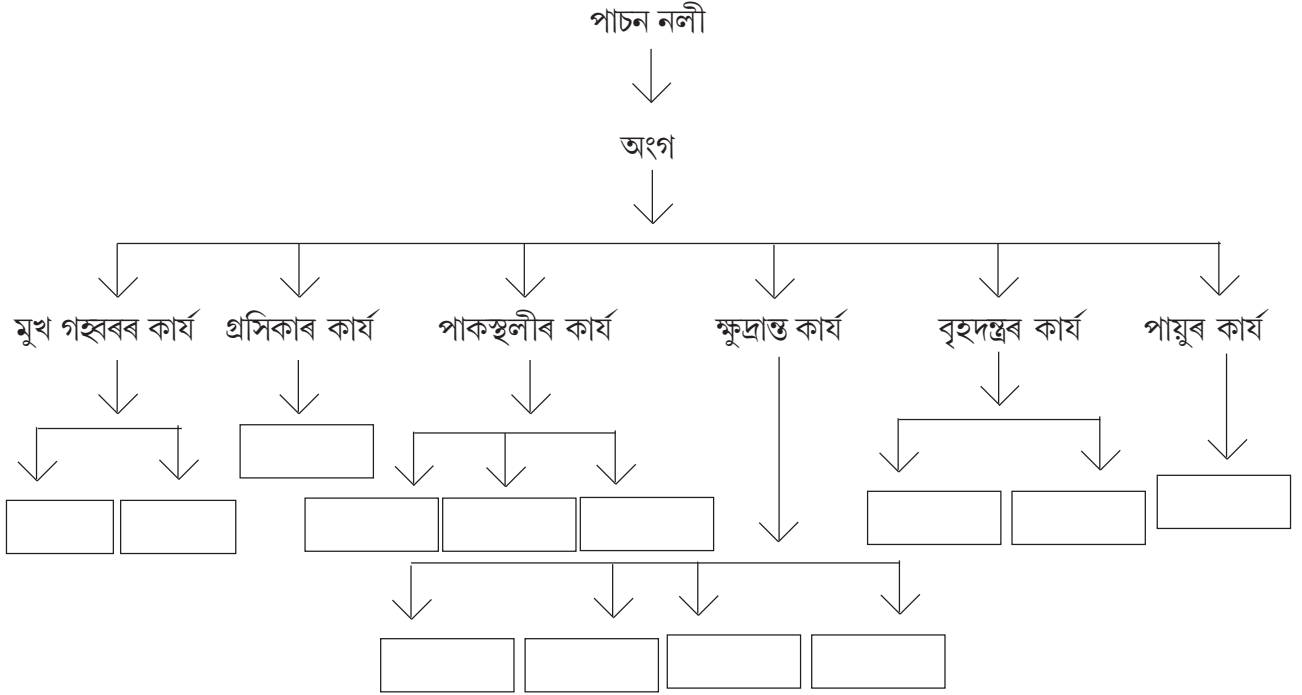 পাচন নলী
অংগ
মুখ গহ্বৰৰ কাৰ্য গ্ৰসিকাৰ কাৰ্য পাকস্থলীৰ কাৰ্য ক্ষুদ্ৰান্ত কাৰ্য বৃহদন্ত্ৰৰ কাৰ্য পায়ুৰ কাৰ্য